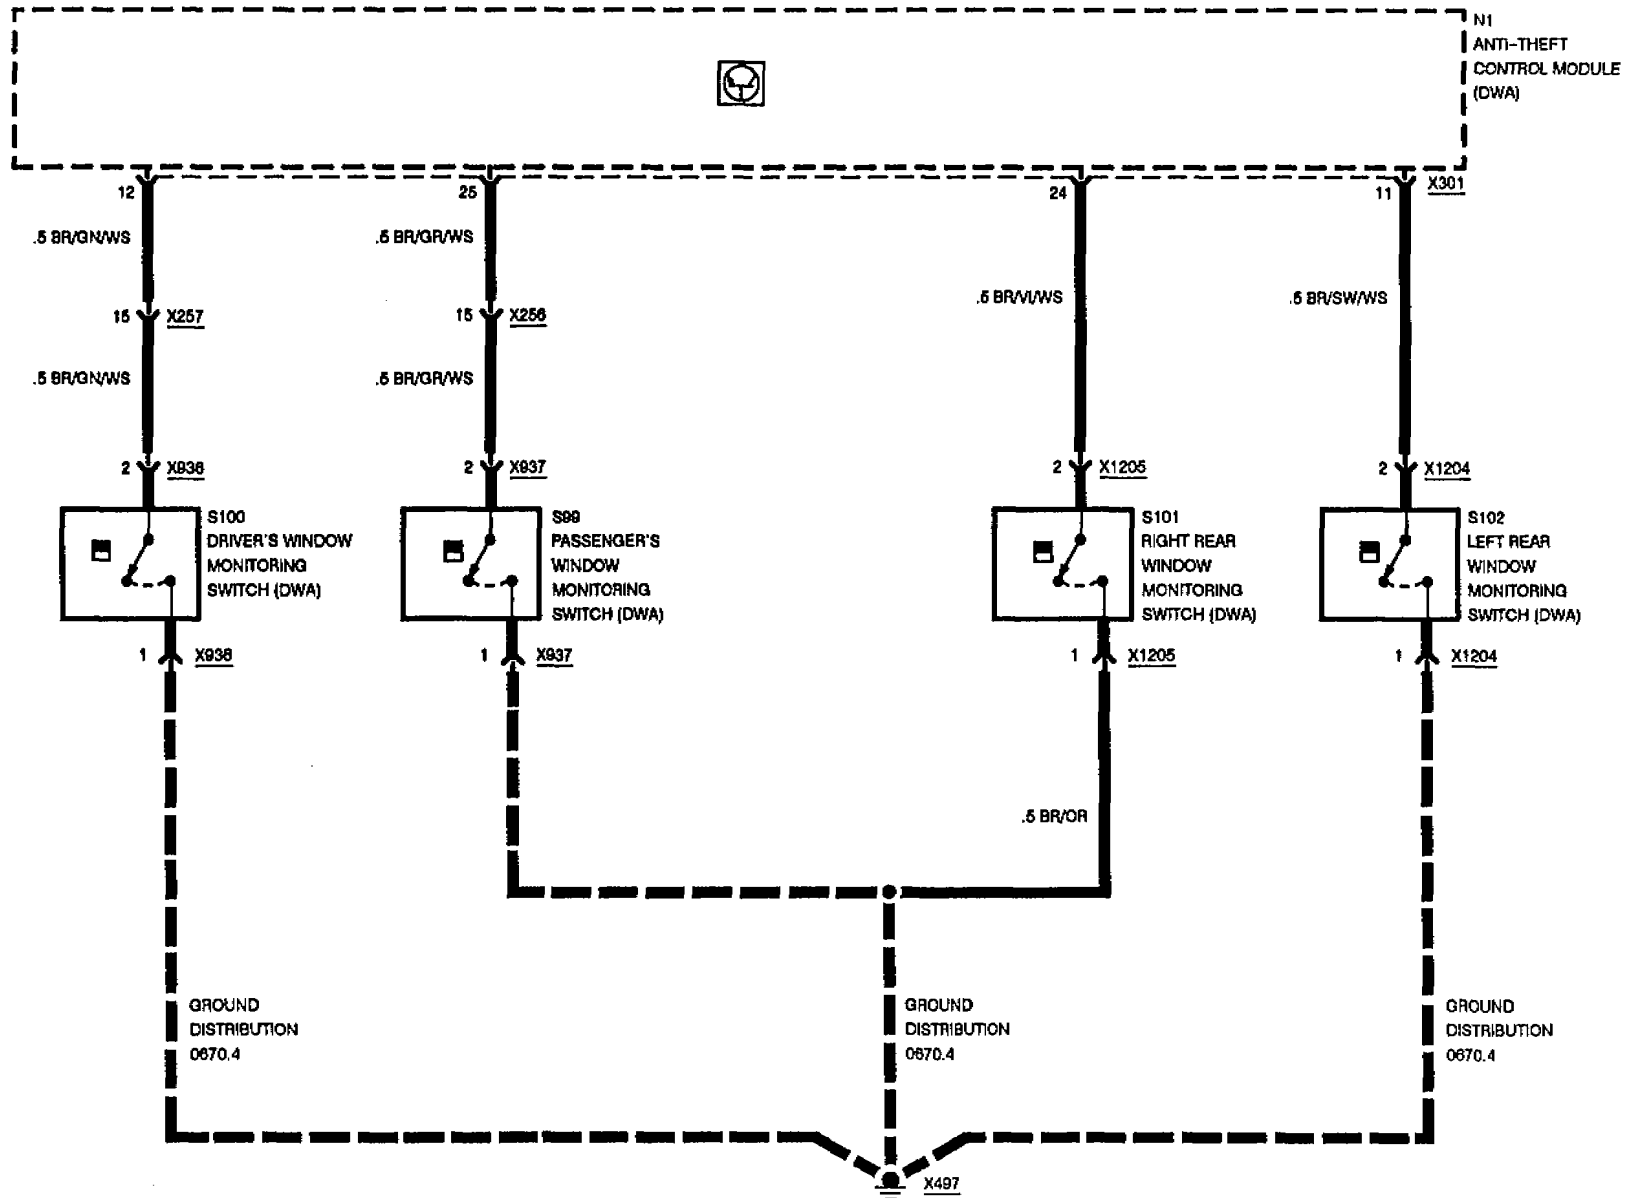 N1
ANTI-THEFT
CONTROL MODULE
(DWA)
12
25
24
11
X301
.5 BR/GN/WS
.5 BR/GR/WS
.5 BR/VI/WS
.5 BR/SW/WS
15
X257
15
X256
.5 BR/GN/WS
.5 BR/GR/WS
2
X936
2
X937
2
X1205
2
X1204
S100
DRIVER'S WINDOW
MONITORING
SWITCH (DWA)
S99
PASSENGER'S
WINDOW
MONITORING
SWITCH (DWA)
S101
RIGHT REAR
WINDOW
MONITORING
SWITCH (DWA)
S102
LEFT REAR
WINDOW
MONITORING
SWITCH (DWA)
1
X936
1
X937
1
X1205
1
X1204
.5 BR/OR
GROUND
DISTRIBUTION
0670.4
GROUND
DISTRIBUTION
0670.4
GROUND
DISTRIBUTION
0670.4
X497